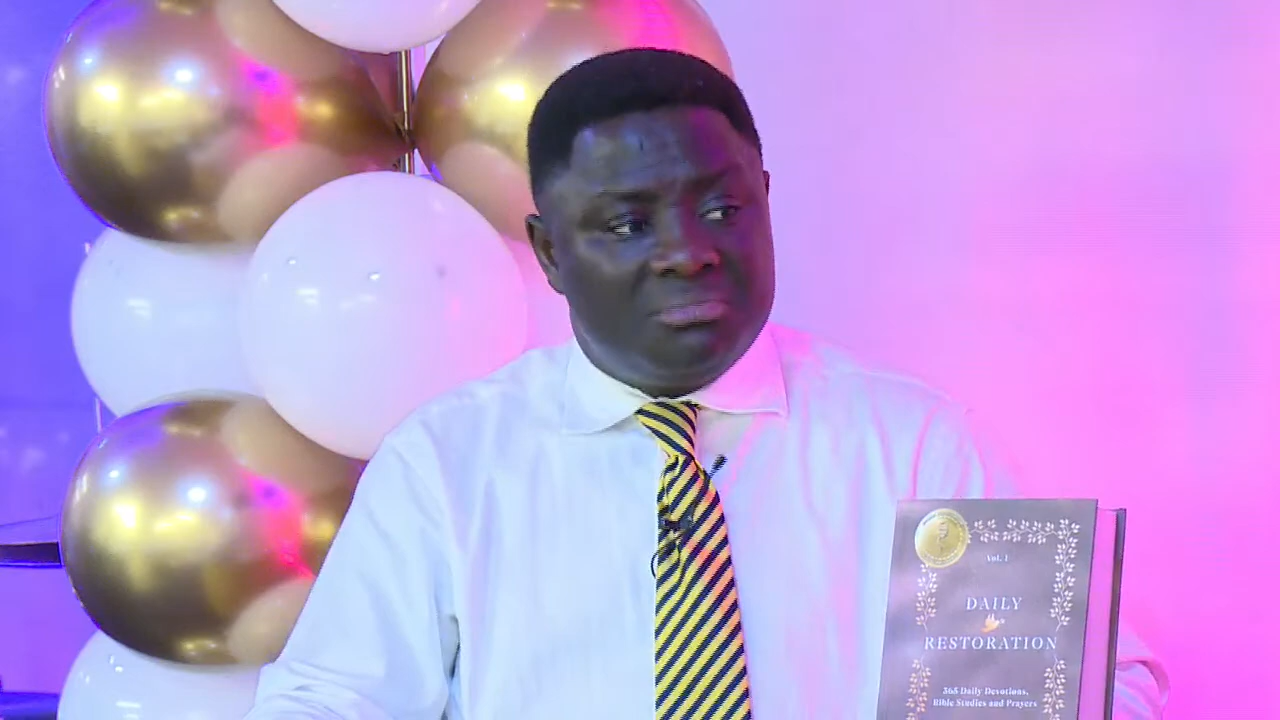 Vol. 1
DAILY
RESTORATION
365 Daily Devotions,
Bible Studies and Prayers